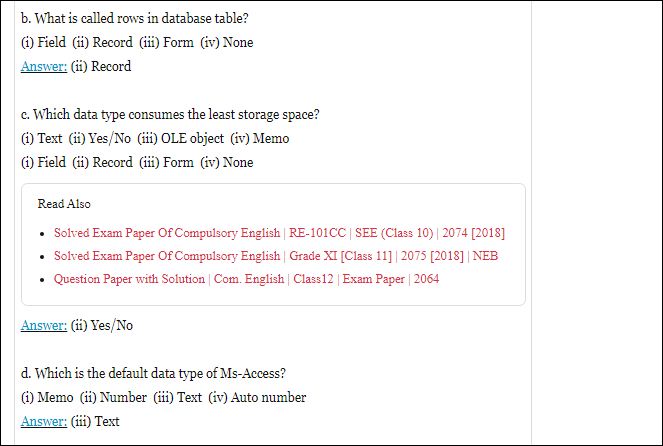 b. What is called rows in database table?
(i) Field (ii) Record (iii) Form (iv) None
Answer: (ii) Record
c. Which data type consumes the least storage space?
(i) Text (ii) Yes/No (iii) OLE object (iv) Memo
(i) Field (ii) Record (iii) Form (iv) None
Read Also
• Solved Exam Paper Of Compulsory English | RE-101CC | SEE (Class 10) | 2074 [2018]
• Solved Exam Paper Of Compulsory English | Grade XI [Class 11] | 2075 [2018] | NEB
• Question Paper with Solution | Com. English | Class12 | Exam Paper | 2064
Answer: (ii) Yes/No
d. Which is the default data type of Ms-Access?
(i) Memo (ii) Number (iii) Text (iv) Auto number
Answer: (iii) Text